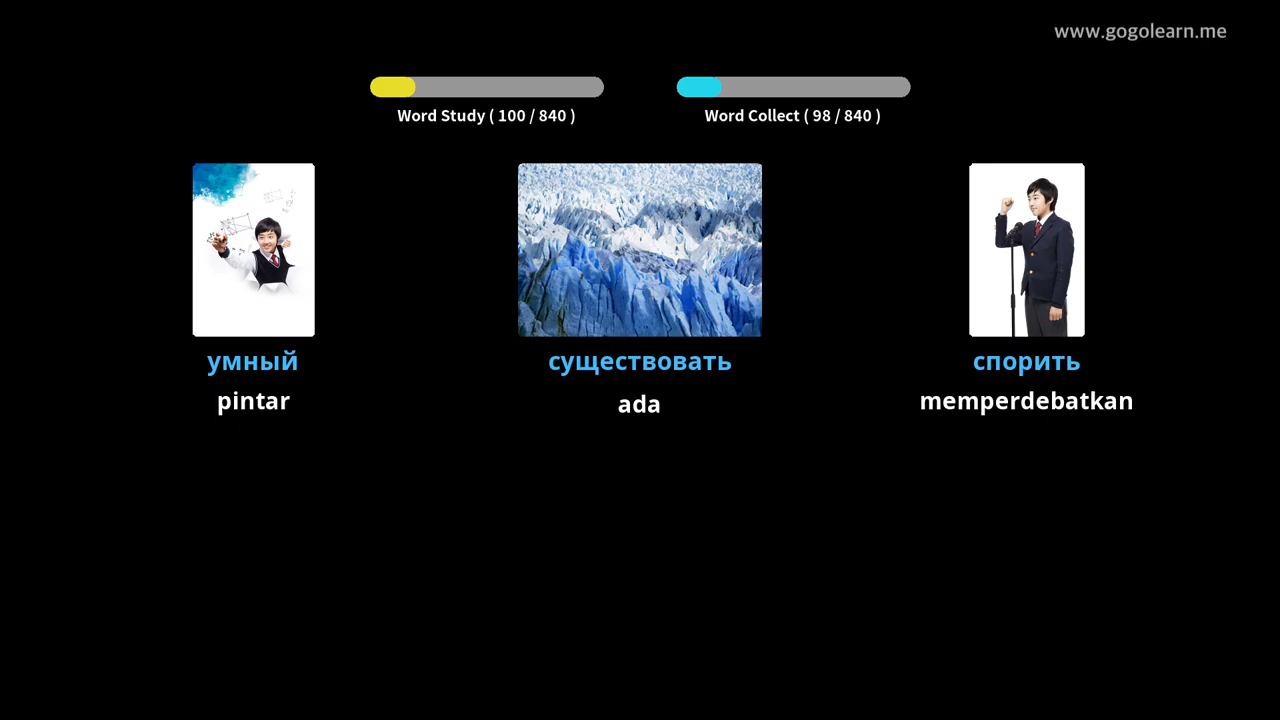 www.gogolearn.me
Word Study ( 100 / 840 )
Word Collect ( 98 / 840 )
умный
pintar
существовать
ada
спорить
memperdebatkan